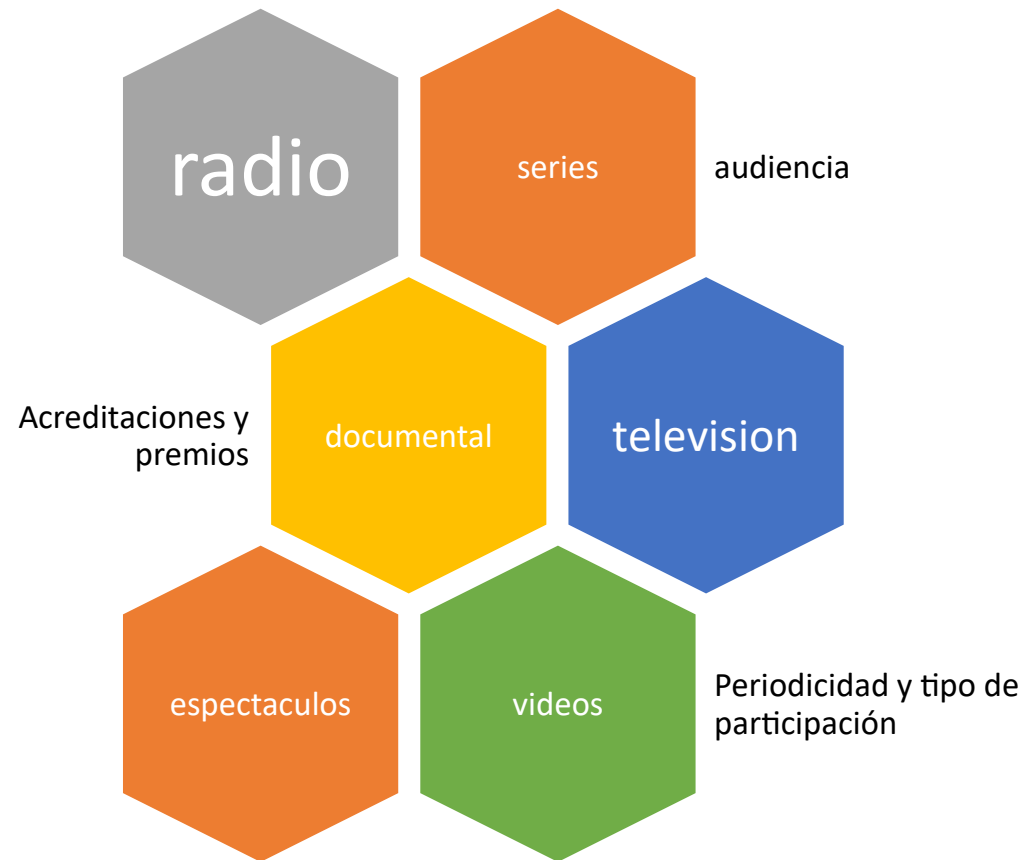 radio
series
audiencia
Acreditaciones y
premios
documental
television
espectaculos
videos
Periodicidad y tipo de
participación